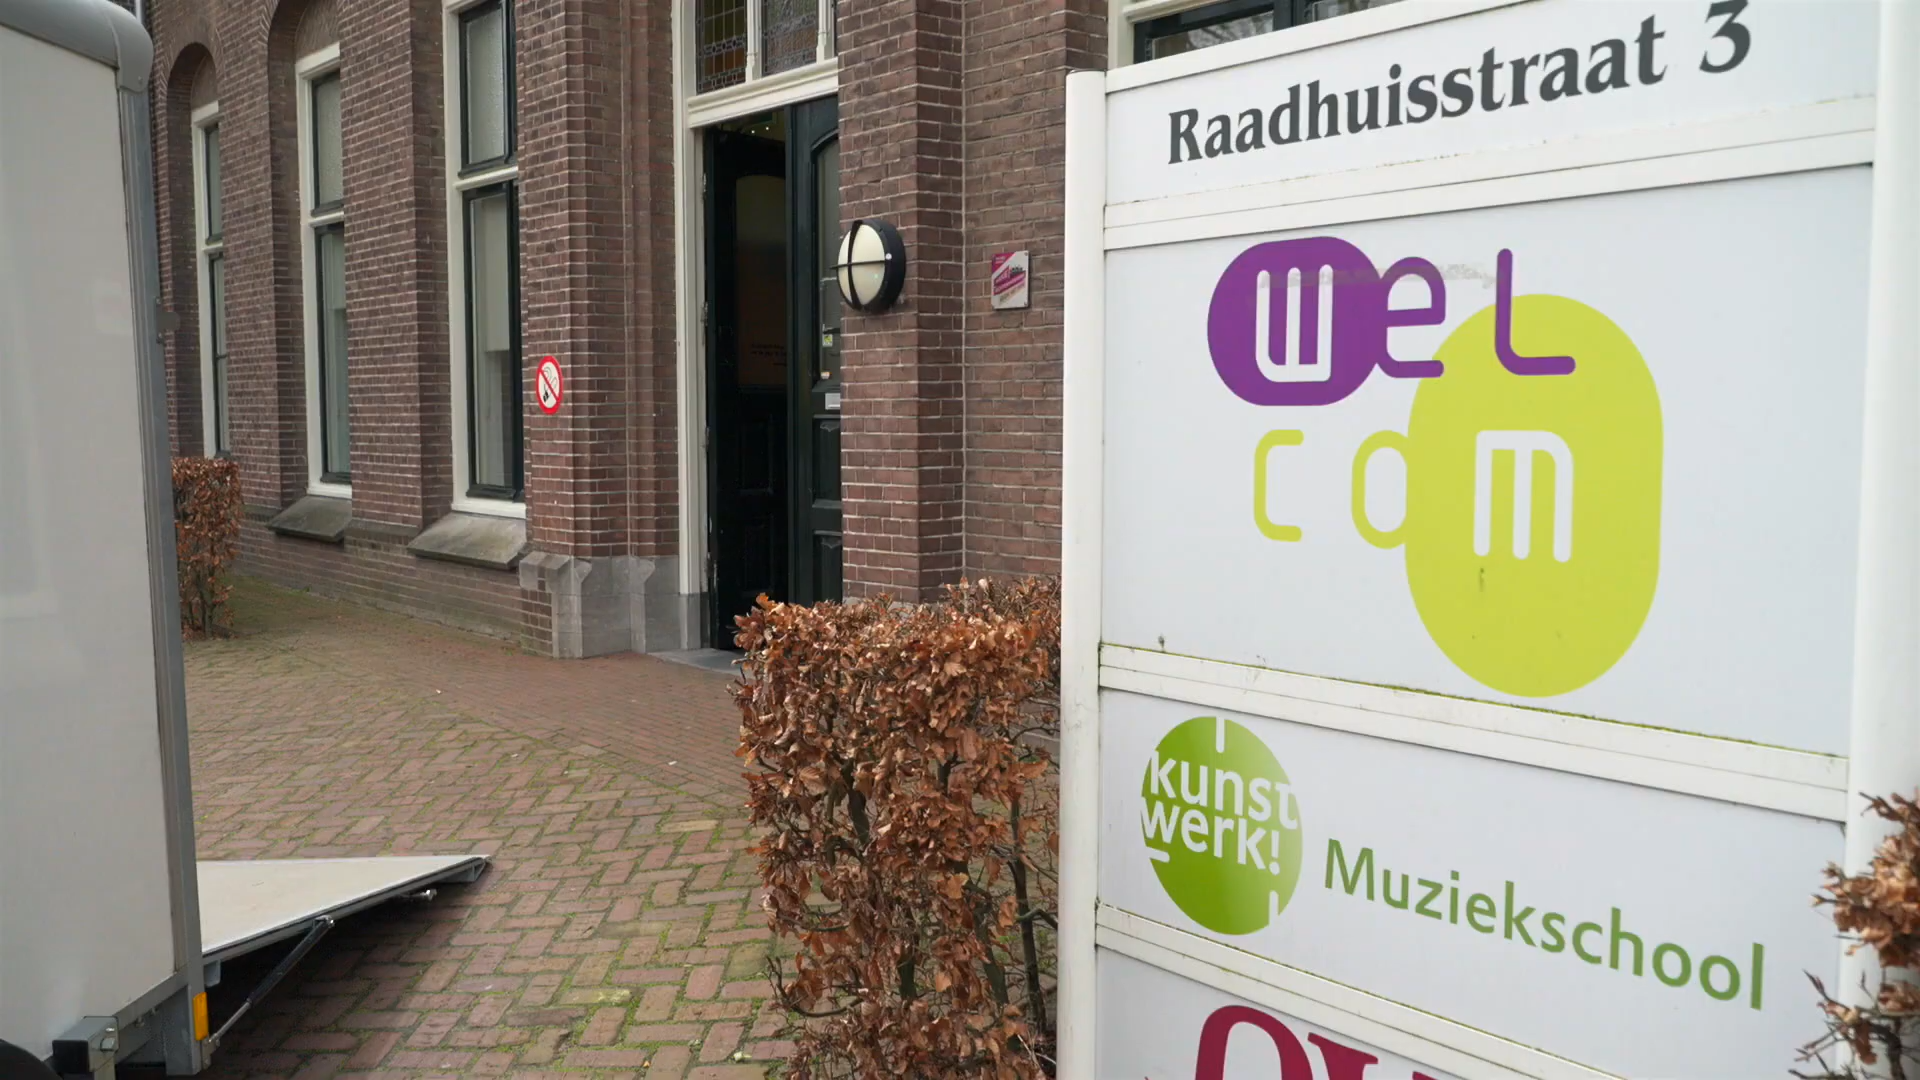 Raadhuisstraat 3
wel
com
kunst
werk!
Muziekschool